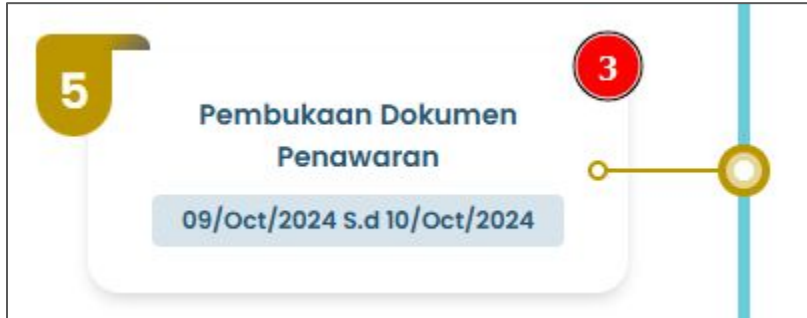 5
3
Pembukaan Dokumen
Penawaran
09/Oct/2024 S.d 10/Oct/2024